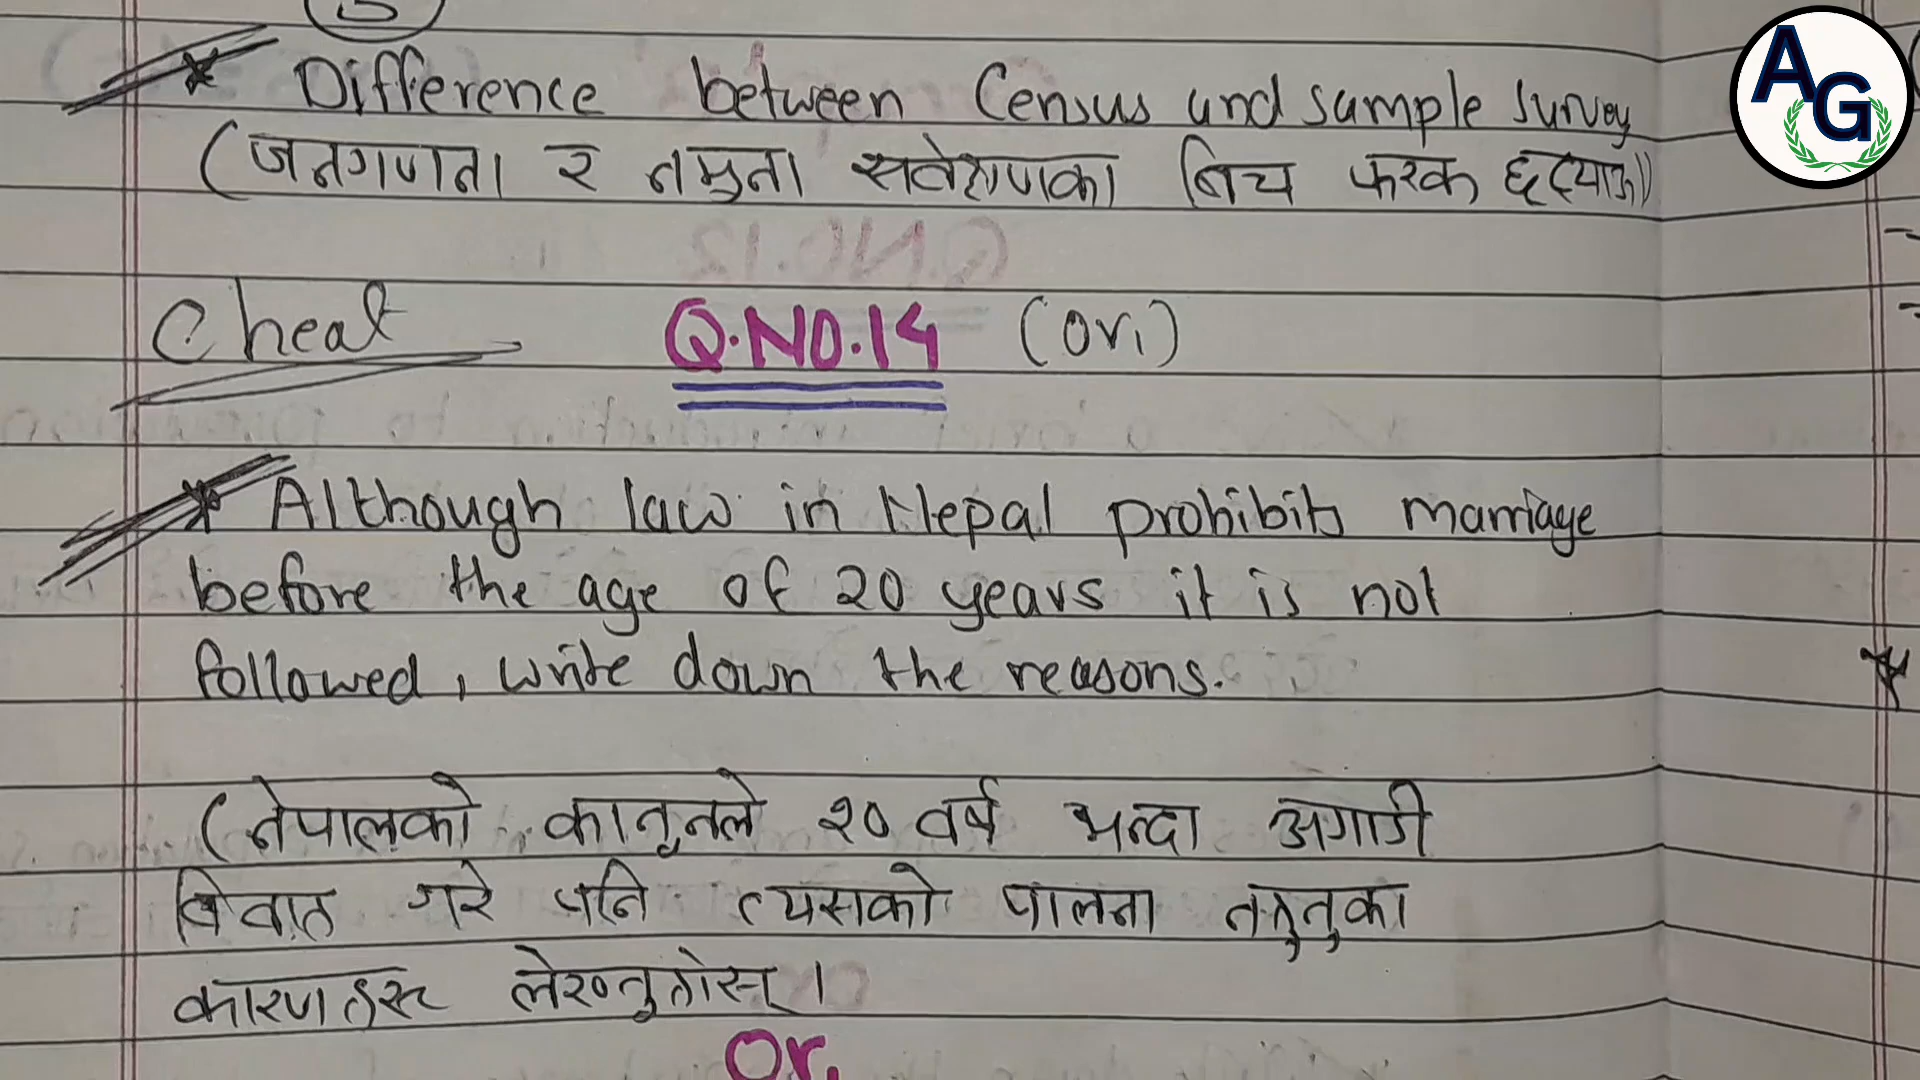 * Difference between Census and sample survey
(जनगणना र नमुना सर्वेक्षणका बिच फरक छुट्याऊ)
Cheat Q.NO.14 (Or,)
* Although law in Nepal prohibits marriage
before the age of 20 years it is not
followed, write down the reasons.
(नेपालको कानूनले २० वर्ष भन्दा अगाडी
विवाह गरे पनि त्यसको पालना नहुनुका
कारणहरू लेख्नुहोस् ।
Or.
AG